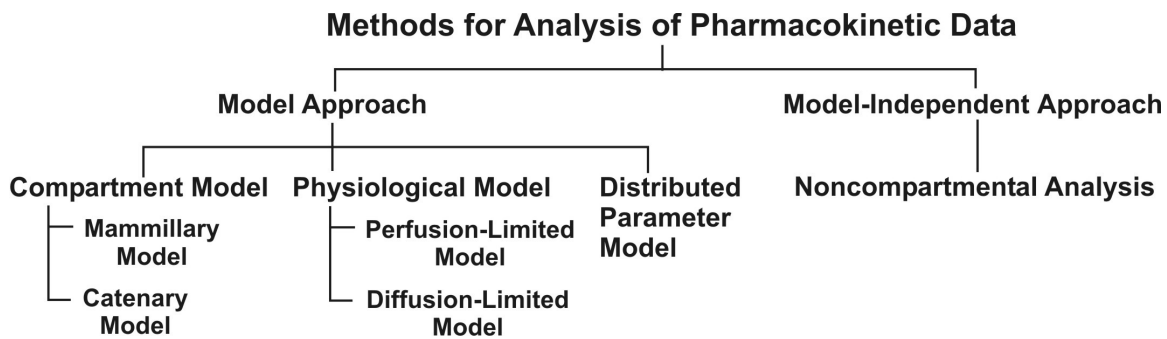 Methods for Analysis of Pharmacokinetic Data
Model Approach
Model-Independent Approach
Compartment Model
Physiological Model
Distributed
Parameter
Model
Noncompartmental Analysis
Mammillary
Model
Perfusion-Limited
Model
Catenary
Model
Diffusion-Limited
Model